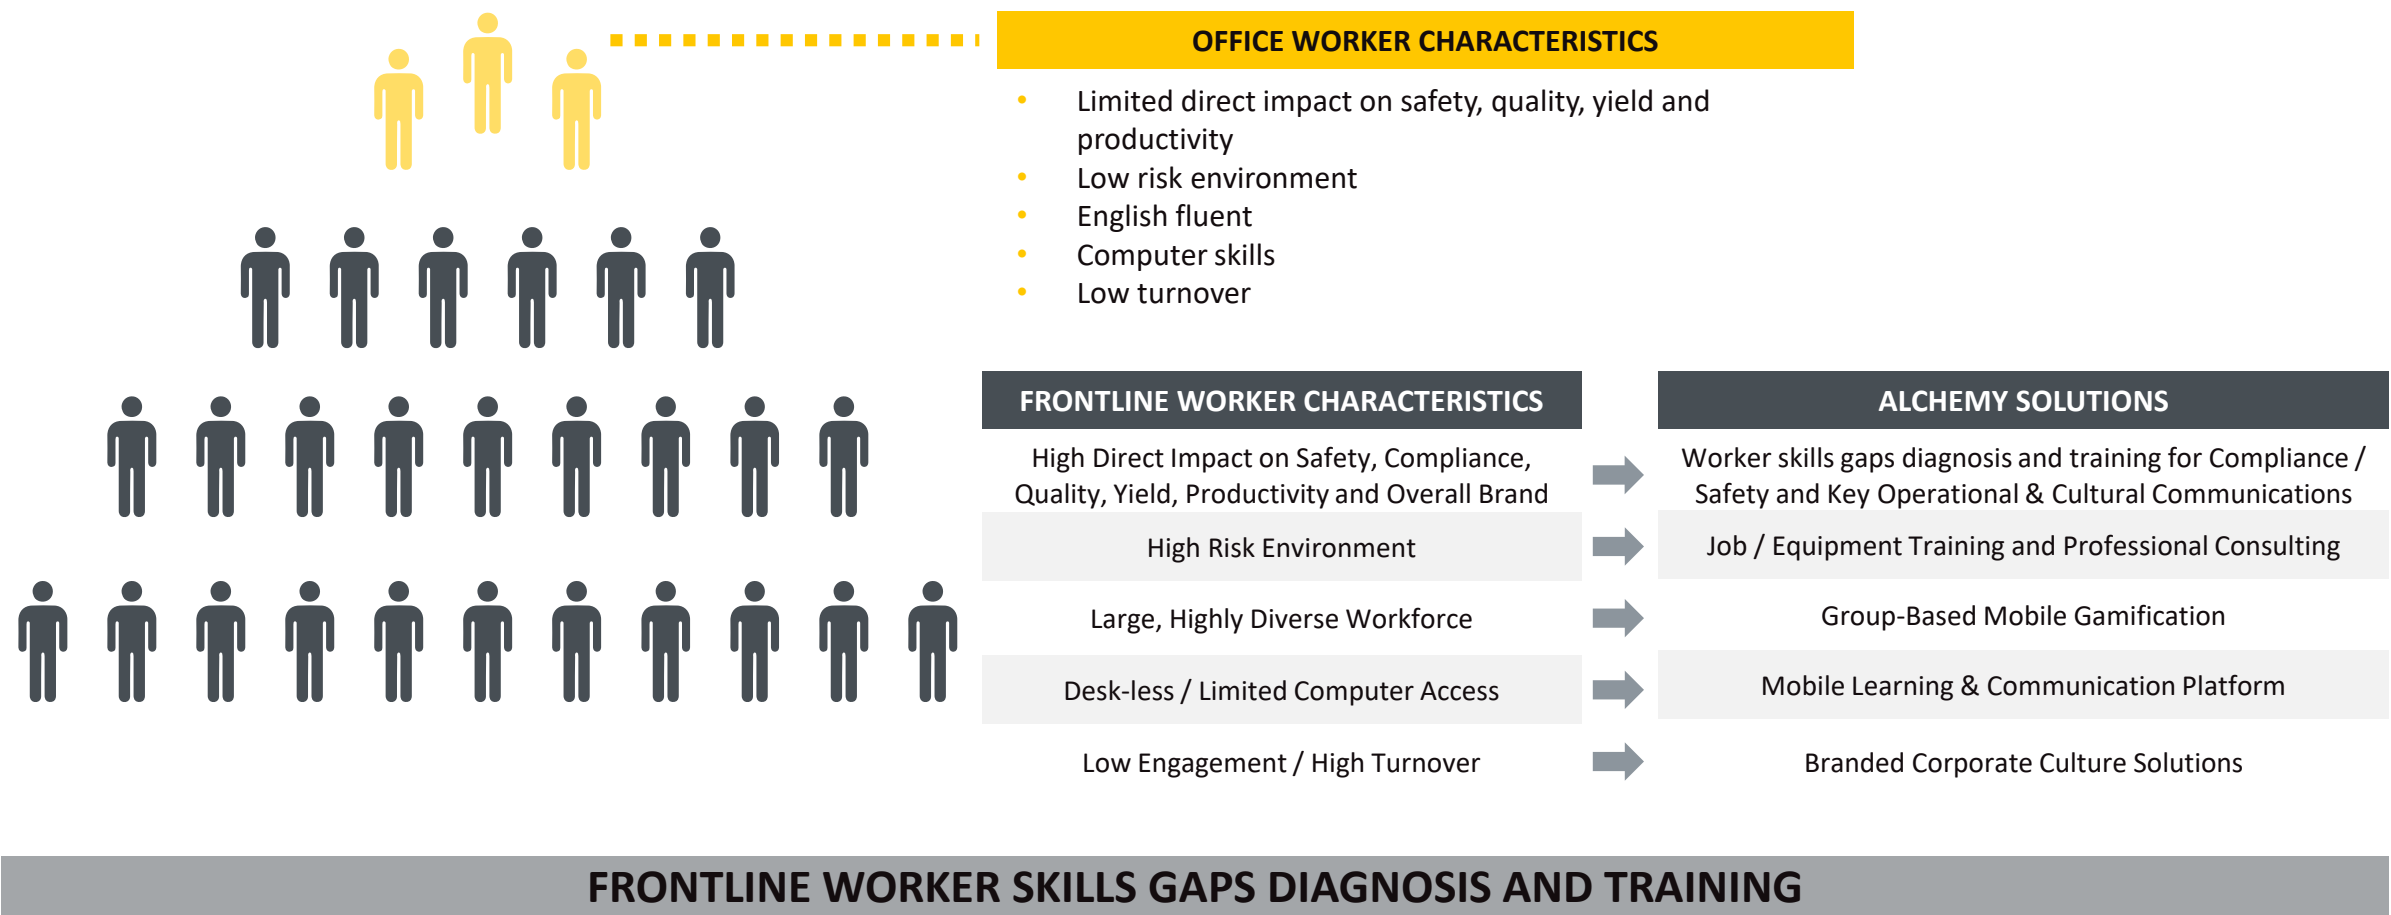 OFFICE WORKER CHARACTERISTICS
• Limited direct impact on safety, quality, yield and
productivity
• Low risk environment
• English fluent
• Computer skills
• Low turnover
FRONTLINE WORKER CHARACTERISTICS
High Direct Impact on Safety, Compliance,
Quality, Yield, Productivity and Overall Brand
High Risk Environment
Large, Highly Diverse Workforce
Desk-less / Limited Computer Access
Low Engagement / High Turnover
ALCHEMY SOLUTIONS
Worker skills gaps diagnosis and training for Compliance /
Safety and Key Operational & Cultural Communications
Job / Equipment Training and Professional Consulting
Group-Based Mobile Gamification
Mobile Learning & Communication Platform
Branded Corporate Culture Solutions
FRONTLINE WORKER SKILLS GAPS DIAGNOSIS AND TRAINING